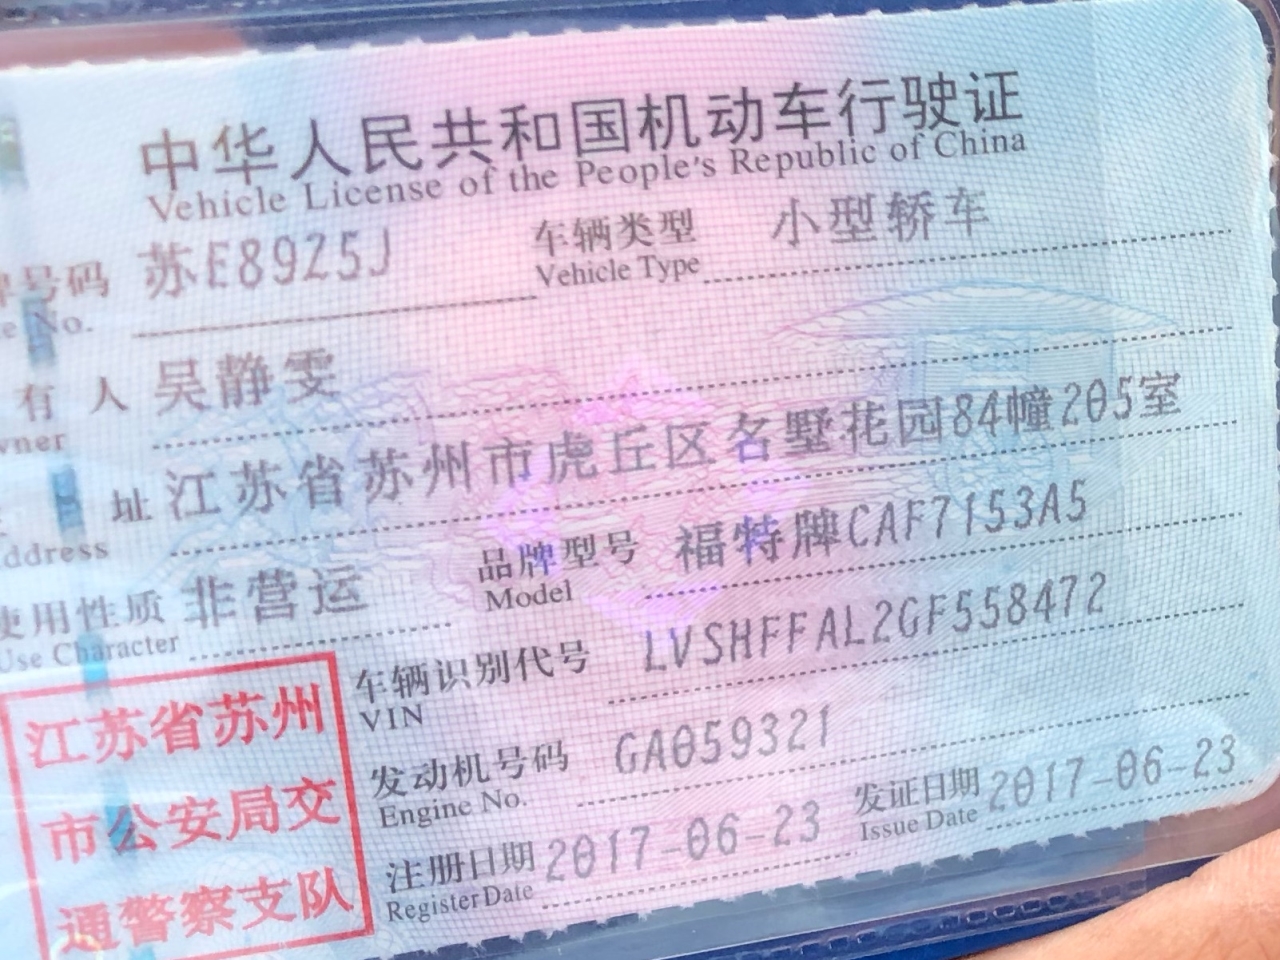 中华人民共和国机动车行驶证
Vehicle License of the People's Republic of China
号码 苏E8925J 车辆类型 小型轿车
e No. Vehicle Type
有人 吴静雯
wner
址 江苏省苏州市虎丘区名墅花园84幢205室
ddress
使用性质 非营运 品牌型号 福特牌CAF7153A5
Use Character Model
车辆识别代号 LVSHFFAL2GF558472
VIN
发动机号码 GA059321
Engine No.
注册日期 2017-06-23 发证日期 2017-06-23
Register Date Issue Date
江苏省苏州
市公安局交
通警察支队